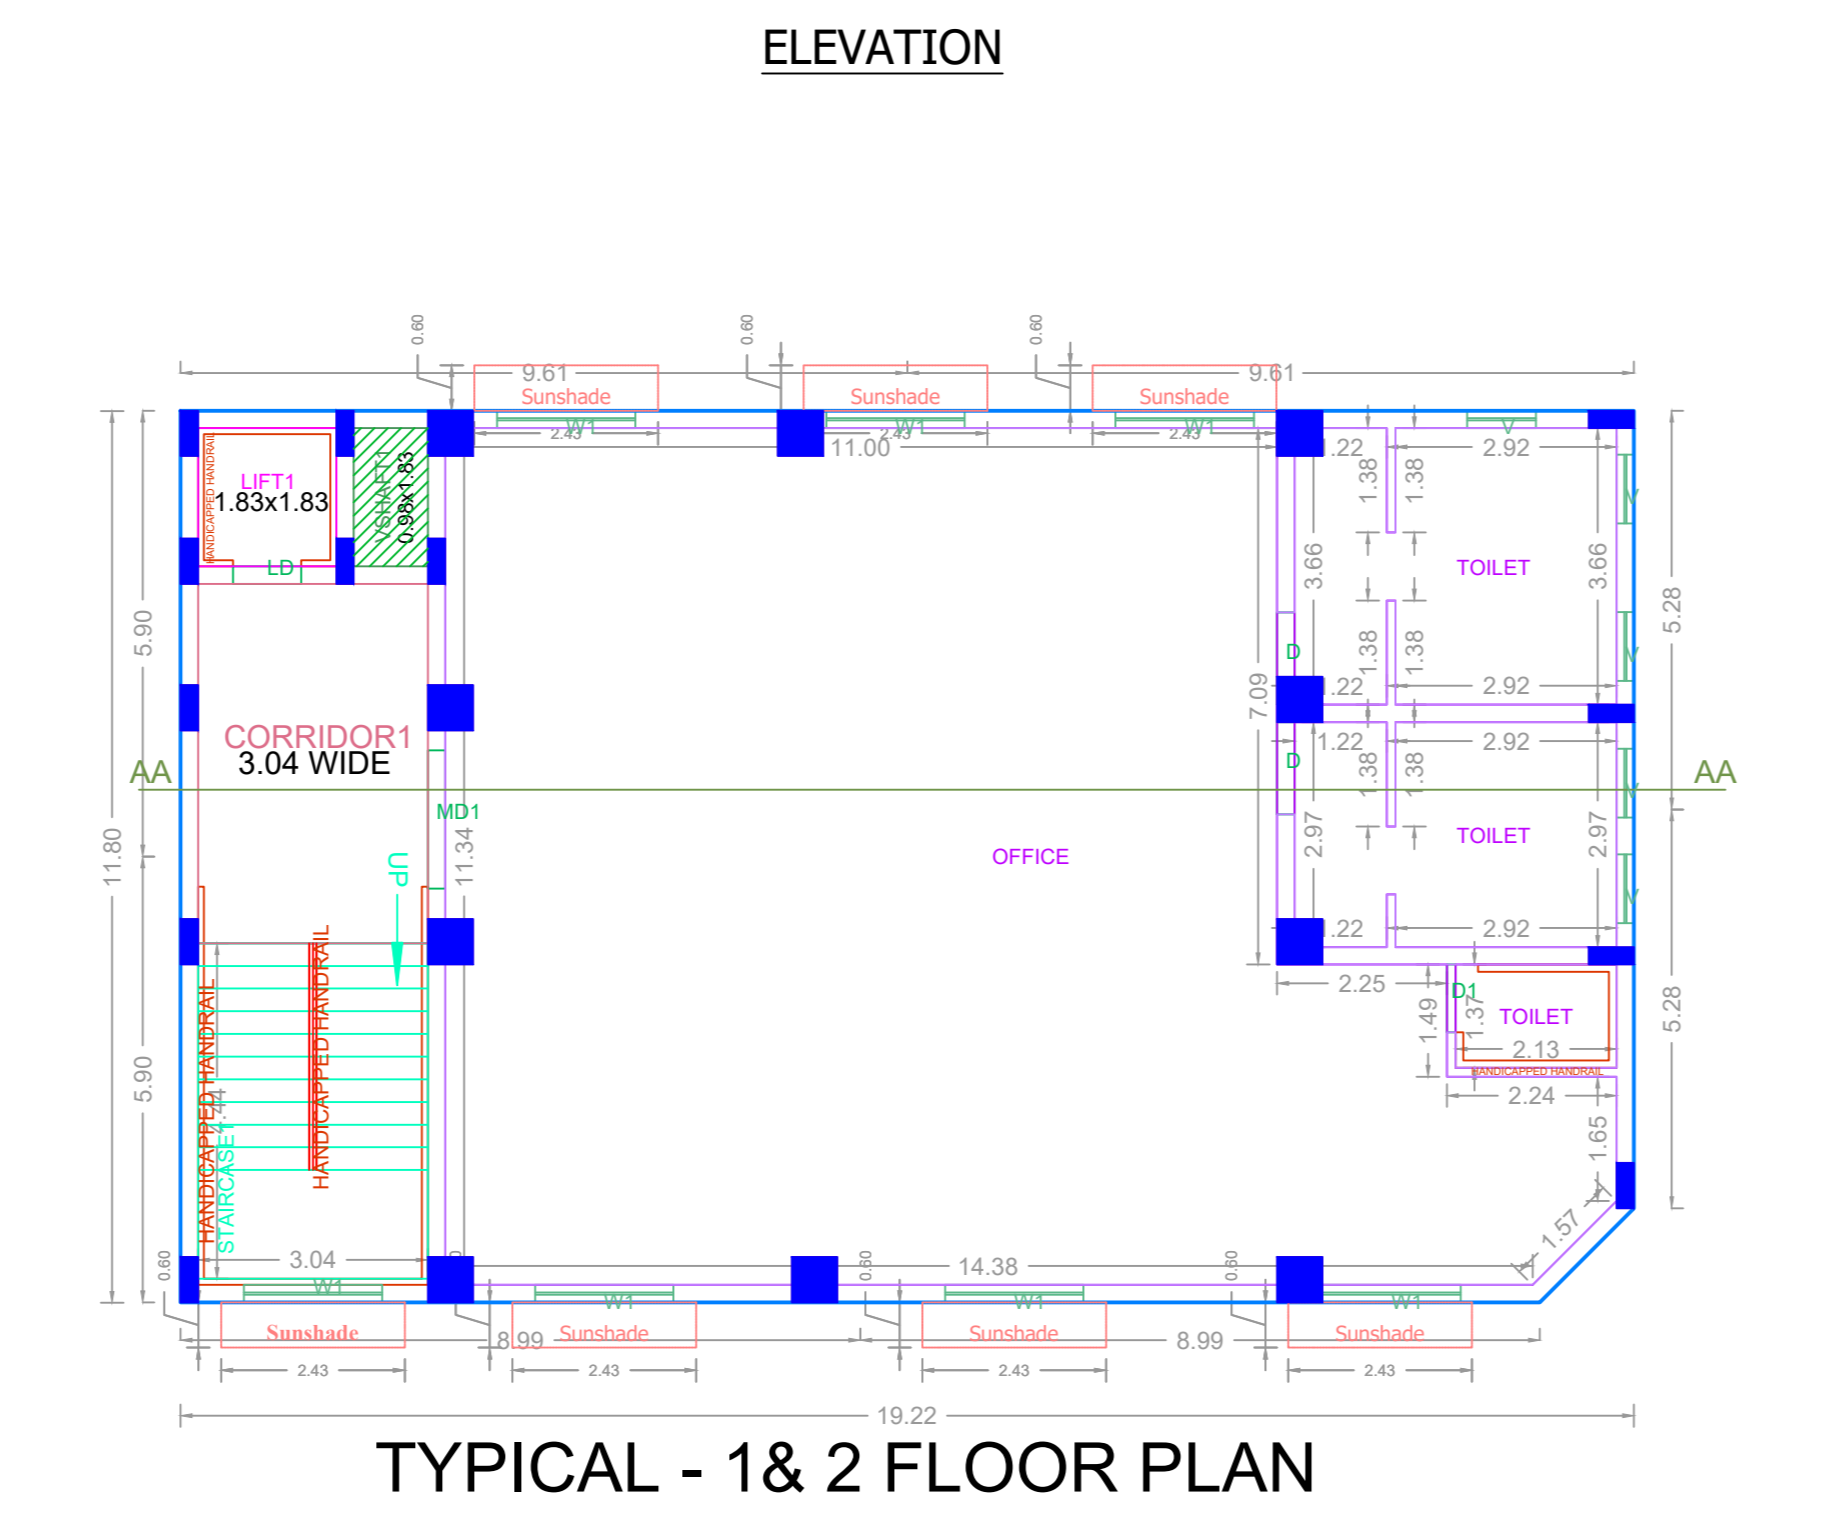 ELEVATION
0.60
0.60
0.60
9.61
9.61
Sunshade
Sunshade
Sunshade
W1
W1
W1
V
2.43
2.43
2.43
11.00
1.22
2.92
HANDICAPPED HANDRAIL
LIFT1
1.83x1.83
VSHAFT1
0.98x1.83
1.38
1.38
V
LD
3.66
TOILET
3.66
5.90
5.28
D
1.38
1.38
V
7.09
1.22
2.92
CORRIDOR1
3.04 WIDE
1.22
2.92
AA
AA
D
1.38
1.38
V
MD1
11.80
11.34
UP
OFFICE
2.97
TOILET
2.97
V
1.22
2.92
2.25
D1
1.49
1.37
TOILET
5.28
2.13
HANDICAPPED HANDRAIL
2.24
HANDICAPPED HANDRAIL
HANDICAPPED HANDRAIL
5.90
STAIRCASE1
1.65
1.57
3.04
14.38
0.60
0.60
0.60
W1
W1
W1
W1
Sunshade
Sunshade
Sunshade
Sunshade
8.99
8.99
2.43
2.43
2.43
2.43
19.22
TYPICAL - 1& 2 FLOOR PLAN